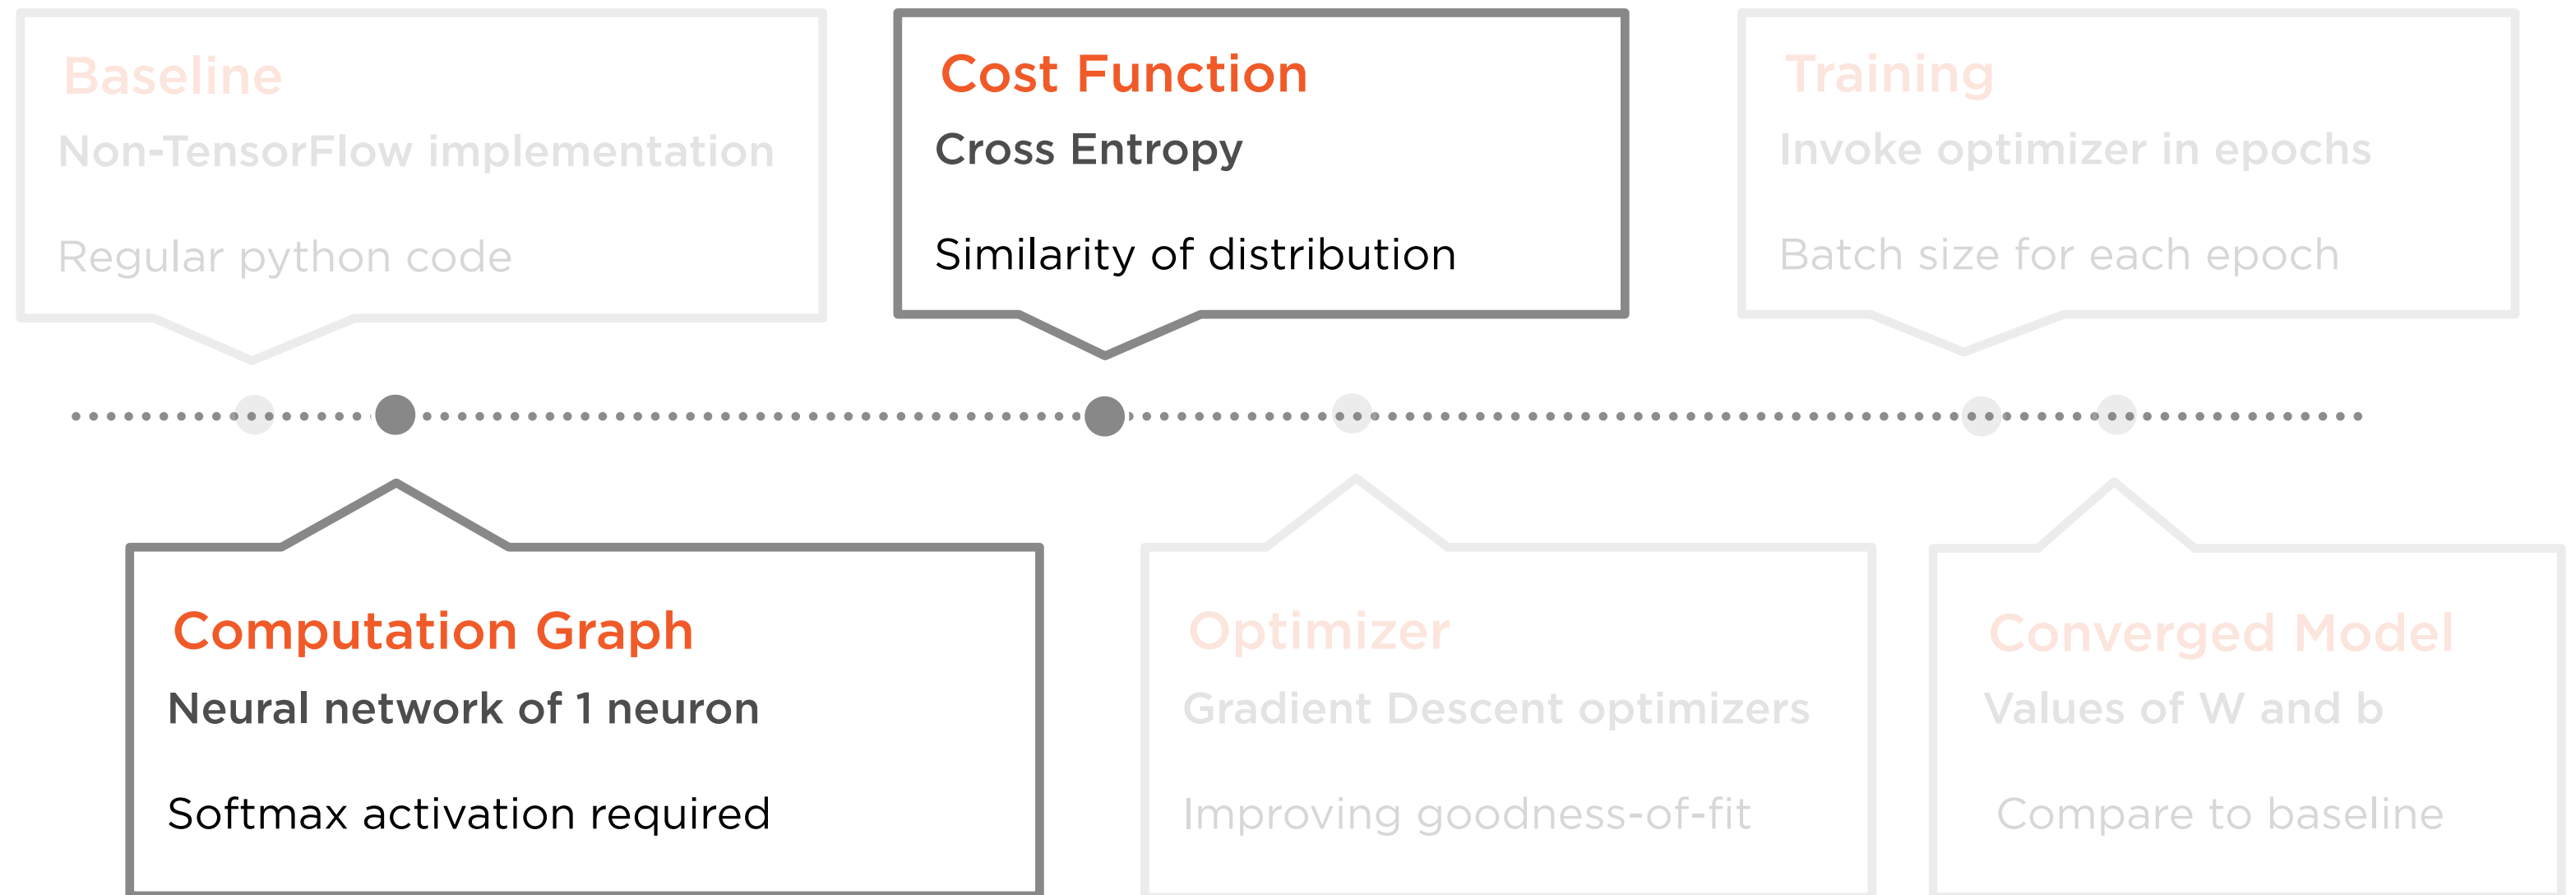 Baseline
Non-TensorFlow implementation
Regular python code
Cost Function
Cross Entropy
Similarity of distribution
Training
Invoke optimizer in epochs
Batch size for each epoch
Computation Graph
Neural network of 1 neuron
Softmax activation required
Optimizer
Gradient Descent optimizers
Improving goodness-of-fit
Converged Model
Values of W and b
Compare to baseline